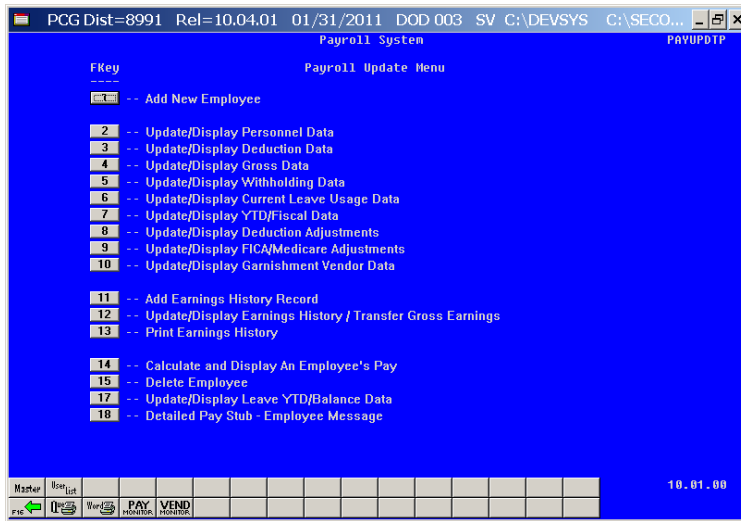 PCG Dist=8991 Rel=10.04.01 01/31/2011 DOD 003 SV C:\DEVSYS C:\SECO...
Payroll System PAYUPDTP
FKey Payroll Update Menu
----
1 -- Add New Employee
2 -- Update/Display Personnel Data
3 -- Update/Display Deduction Data
4 -- Update/Display Gross Data
5 -- Update/Display Withholding Data
6 -- Update/Display Current Leave Usage Data
7 -- Update/Display YTD/Fiscal Data
8 -- Update/Display Deduction Adjustments
9 -- Update/Display FICA/Medicare Adjustments
10 -- Update/Display Garnishment Vendor Data
11 -- Add Earnings History Record
12 -- Update/Display Earnings History / Transfer Gross Earnings
13 -- Print Earnings History
14 -- Calculate and Display An Employee's Pay
15 -- Delete Employee
17 -- Update/Display Leave YTD/Balance Data
18 -- Detailed Pay Stub - Employee Message
Master User List 10.01.00
F16 Que Word PAY MONITOR VEND MONITOR